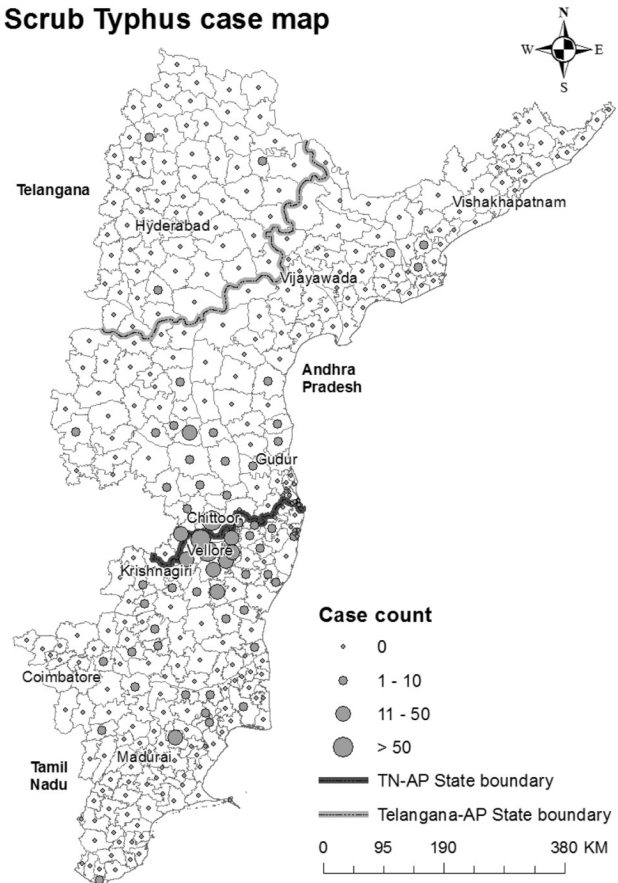 Scrub Typhus case map
N
W
E
S
Telangana
Vishakhapatnam
Hyderabad
Vijayawada
Andhra
Pradesh
Gudur
Chittoor
Vellore
Krishnagiri
Coimbatore
Madurai
Tamil
Nadu
Case count
0
1 - 10
11 - 50
> 50
TN-AP State boundary
Telangana-AP State boundary
0 95 190 380 KM